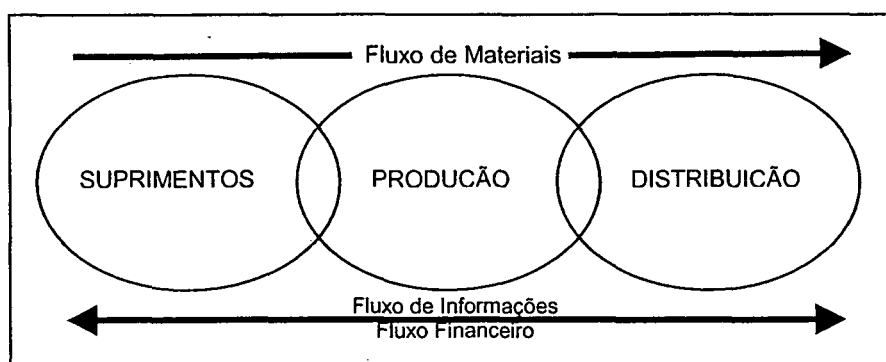 Fluxo de Materiais
SUPRIMENTOS PRODUCÃO DISTRIBUICÃO
Fluxo de Informações
Fluxo Financeiro